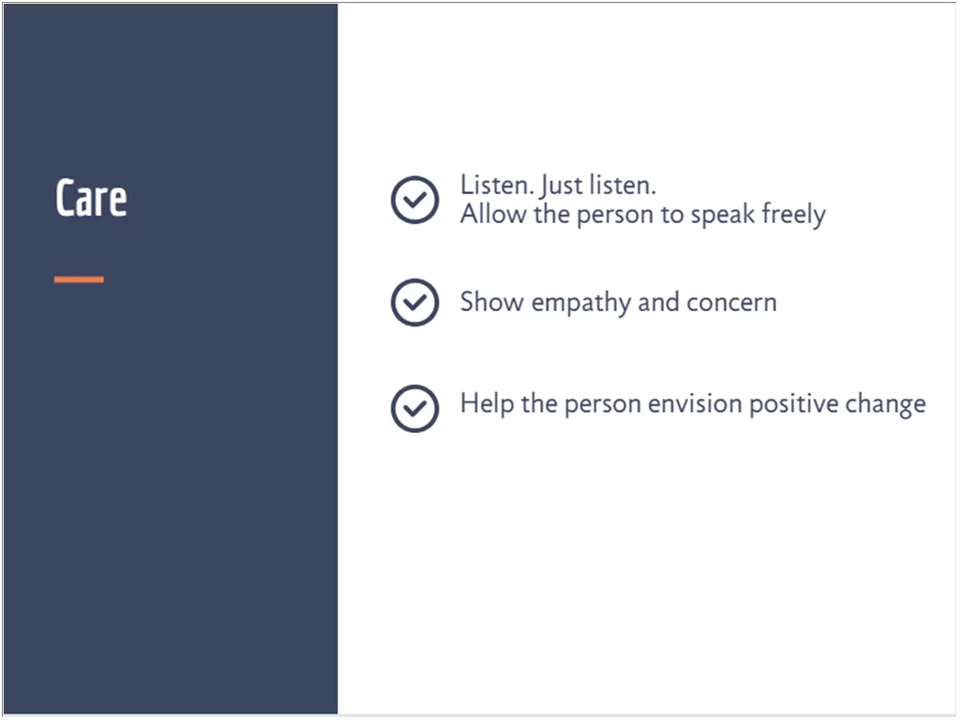 Care
Listen. Just listen.
Allow the person to speak freely
Show empathy and concern
Help the person envision positive change